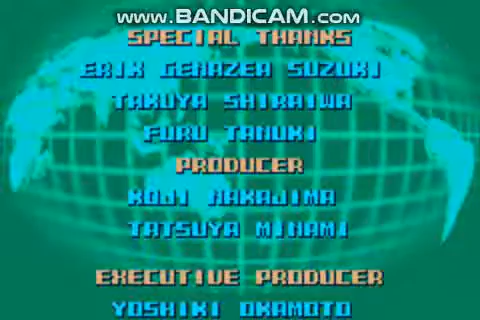 www.BANDICAM.com
SPECIAL THANKS
ERIK GENAZEA SUZUKI
TAKUYA SHIRAIWA
FURU TANUKI
PRODUCER
KOJI NAKAJIMA
TATSUYA MINAMI
EXECUTIVE PRODUCER
YOSHIKI OKAMOTO